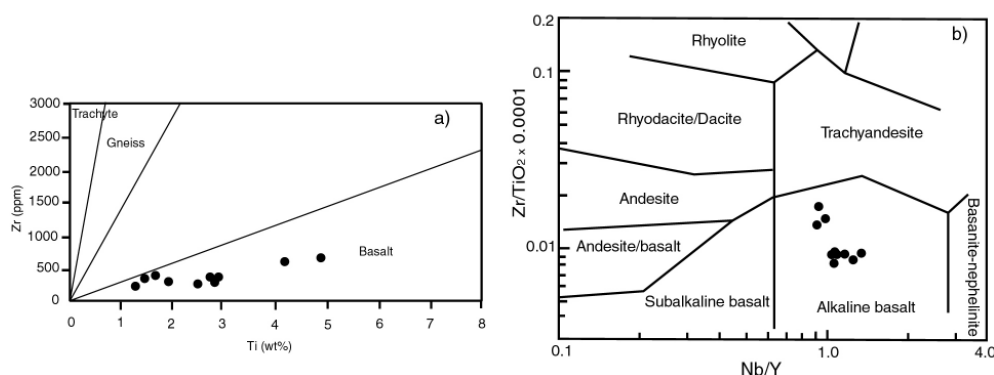 a)
Zr (ppm)
3000
2500
2000
1500
1000
500
0
Trachyte
Gneiss
Basalt
0 1 2 3 4 5 6 7 8
Ti (wt%)
b)
Zr/TiO2 x 0.0001
0.2
0.1
0.01
Rhyolite
Rhyodacite/Dacite
Trachyandesite
Andesite
Andesite/basalt
Subalkaline basalt
Alkaline basalt
Basanite-nephelinite
0.1 1.0 4.0
Nb/Y